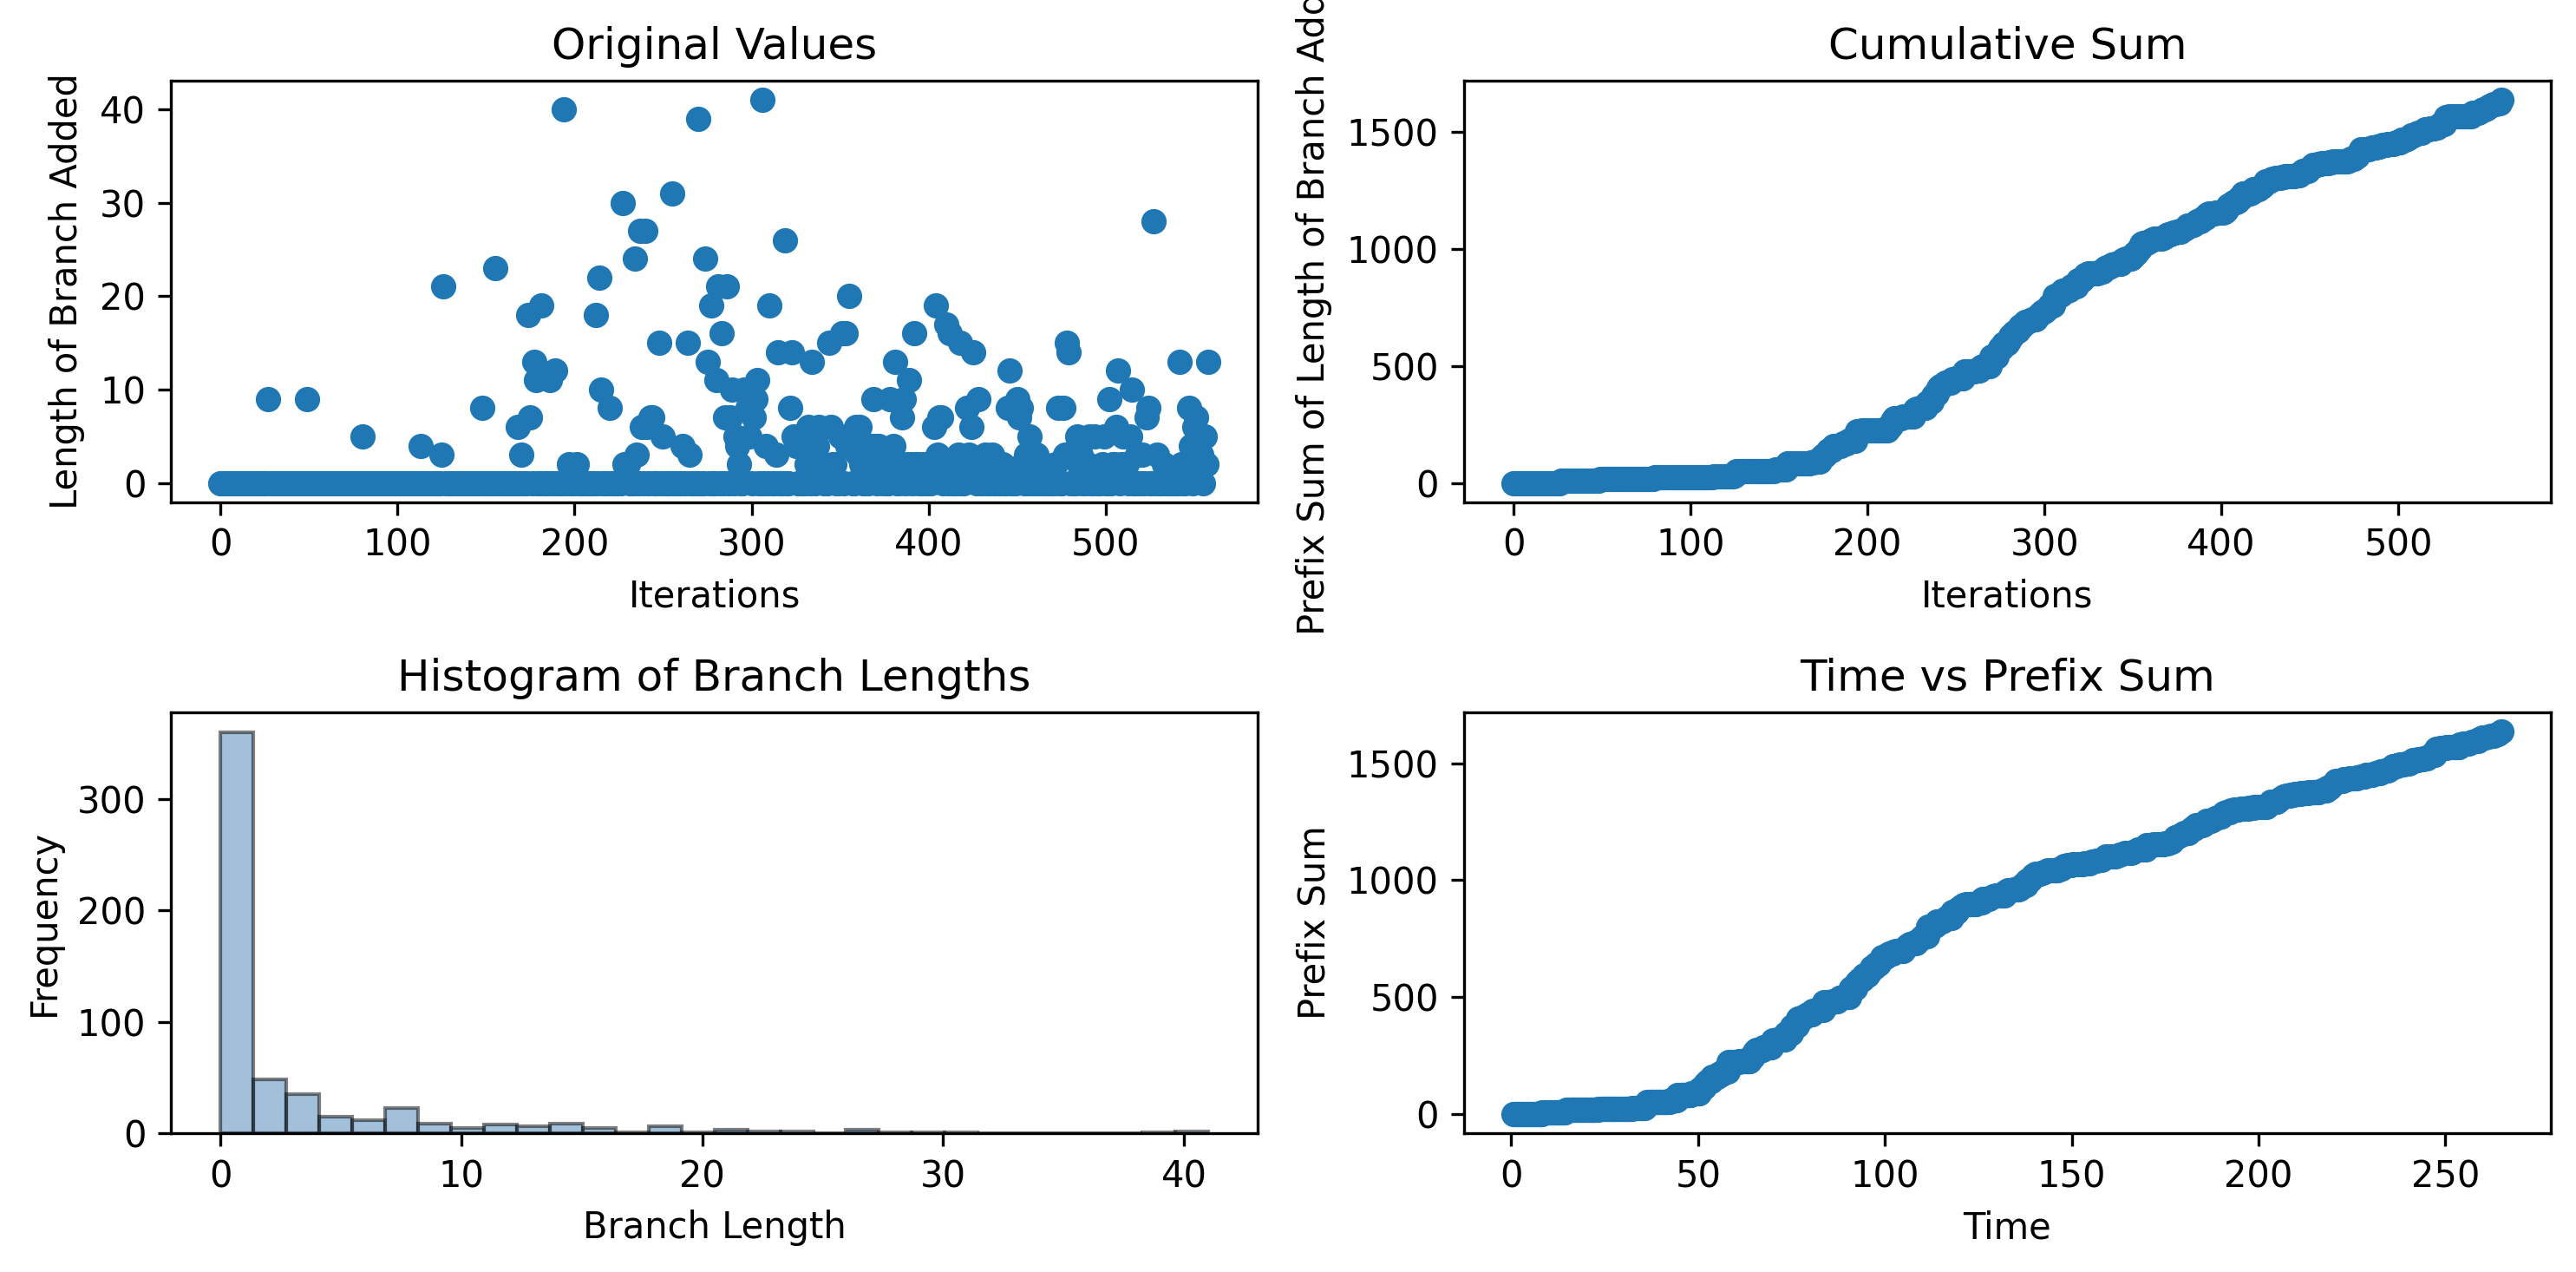 Original Values
Length of Branch Added
40
30
20
10
0
0 100 200 300 400 500
Iterations
Cumulative Sum
Prefix Sum of Length of Branch
1500
1000
500
0
0 100 200 300 400 500
Iterations
Histogram of Branch Lengths
Frequency
300
200
100
0
0 10 20 30 40
Branch Length
Time vs Prefix Sum
Prefix Sum
1500
1000
500
0
0 50 100 150 200 250
Time